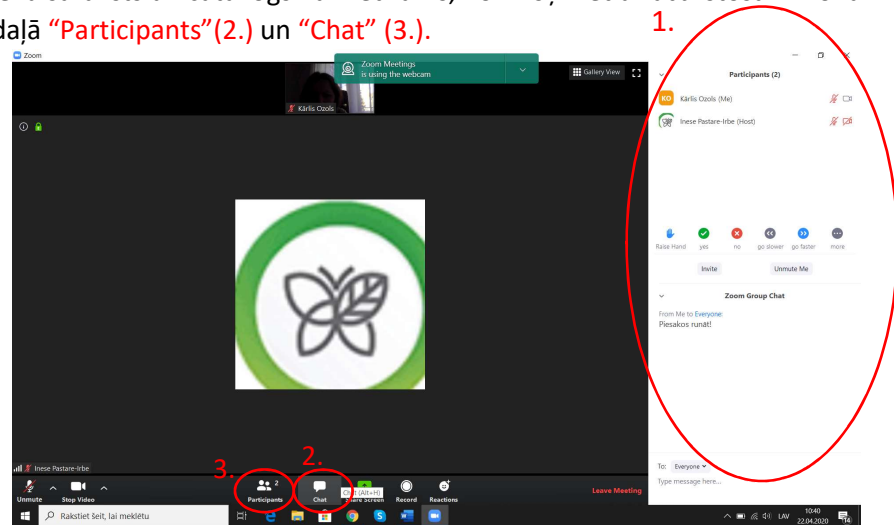 daļā “Participants”(2.) un “Chat” (3.).
1.
Zoom
Zoom Meetings
is using the webcam
Gallery View
Kārlis Ozols
Participants (2)
KO Kārlis Ozols (Me)
Inese Pastare-Irbe (Host)
Raise Hand yes no go slower go faster more
Invite Unmute Me
Zoom Group Chat
From Me to Everyone:
Piesakos runāt!
Inese Pastare-Irbe
3. 2.
2
Unmute Stop Video Participants Chat Share Screen Record Reactions
Chat (Alt+H)
Leave Meeting
To: Everyone
Type message here...
Rakstiet šeit, lai meklētu
LAV 10:40
22.04.2020
14